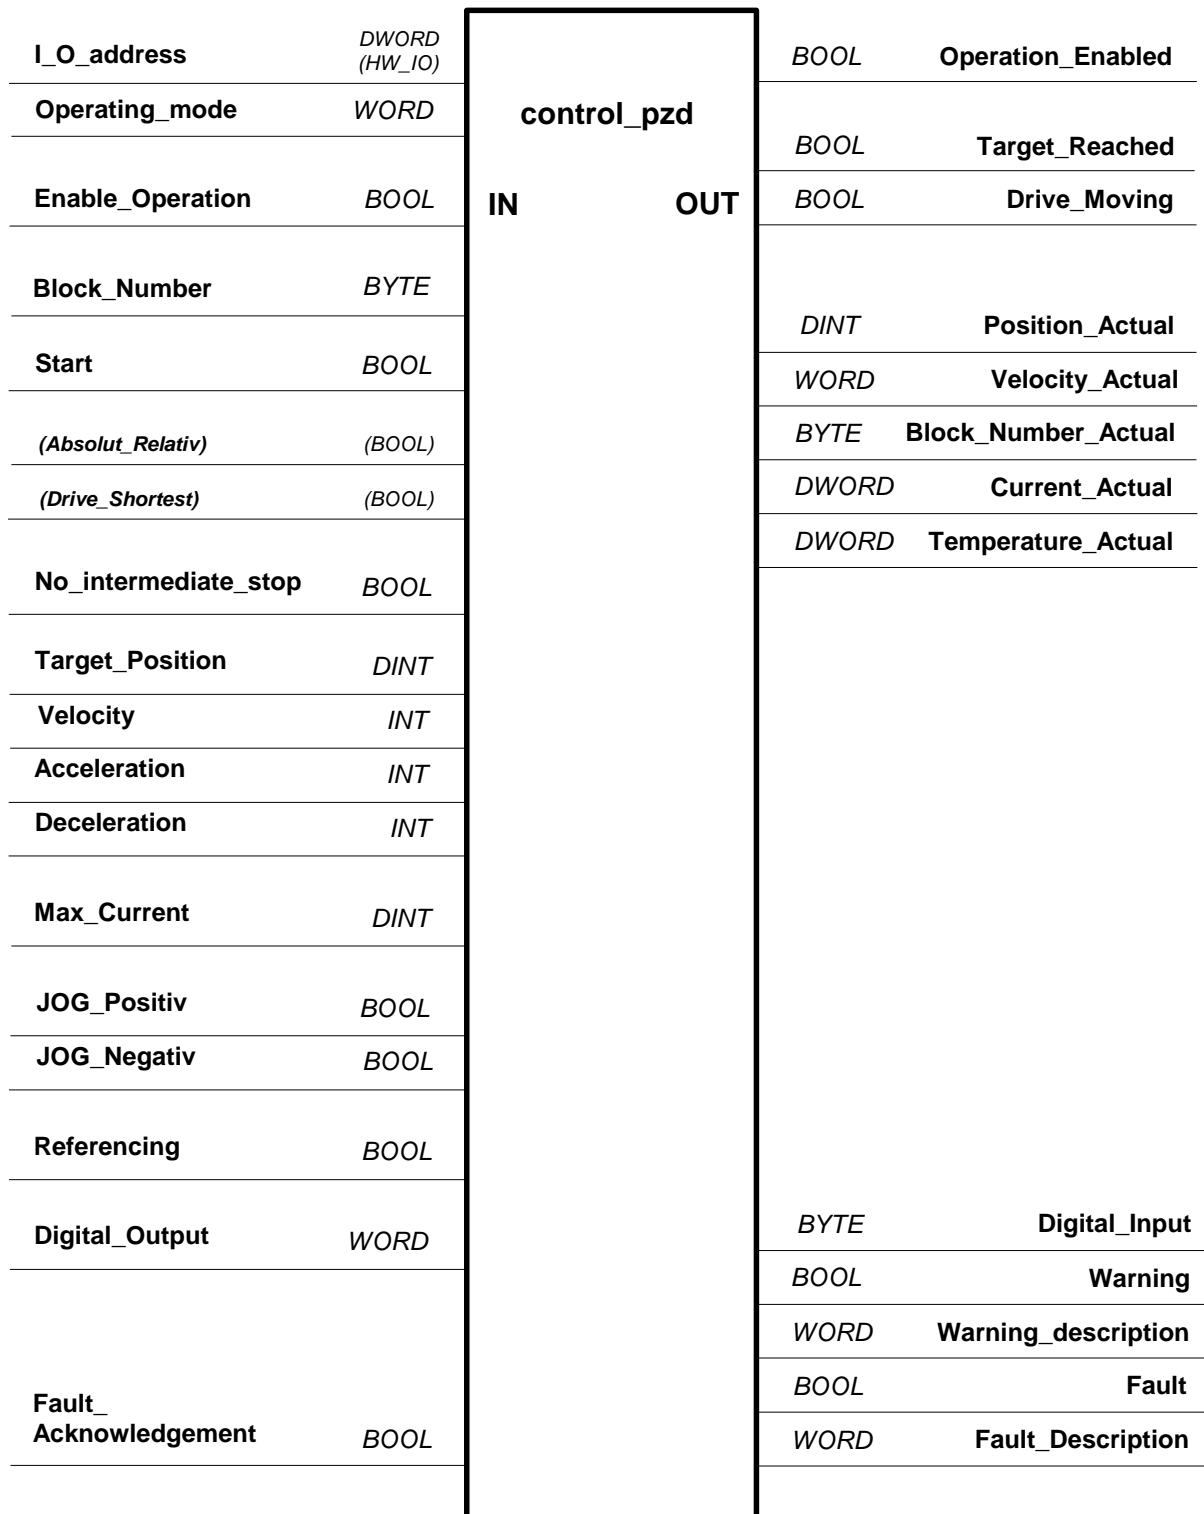 I_O_address DWORD
(HW_IO)
Operating_mode WORD
Enable_Operation BOOL
Block_Number BYTE
Start BOOL
(Absolut_Relativ) (BOOL)
(Drive_Shortest) (BOOL)
No_intermediate_stop BOOL
Target_Position DINT
Velocity INT
Acceleration INT
Deceleration INT
Max_Current DINT
JOG_Positiv BOOL
JOG_Negativ BOOL
Referencing BOOL
Digital_Output WORD
Fault_
Acknowledgement BOOL
control_pzd
IN OUT
BOOL Operation_Enabled
BOOL Target_Reached
BOOL Drive_Moving
DINT Position_Actual
WORD Velocity_Actual
BYTE Block_Number_Actual
DWORD Current_Actual
DWORD Temperature_Actual
BYTE Digital_Input
BOOL Warning
WORD Warning_description
BOOL Fault
WORD Fault_Description